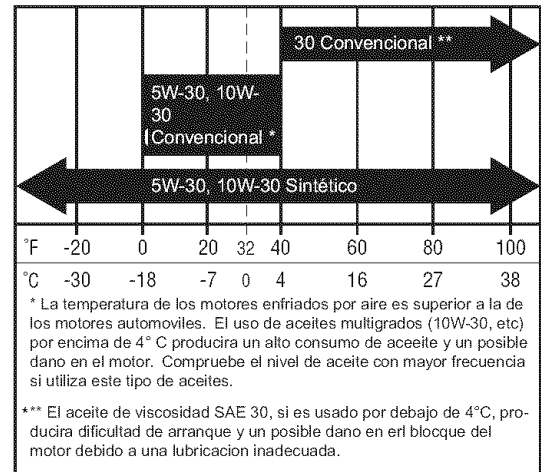 30 Convencional **
5W-30, 10W-
30
Convencional *
5W-30, 10W-30 Sintético
°F -20 0 20 32 40 60 80 100
°C -30 -18 -7 0 4 16 27 38
* La temperatura de los motores enfriados por aire es superior a la de
los motores automoviles. El uso de aceites multigrados (10W-30, etc)
por encima de 4° C producira un alto consumo de aceeite y un posible
dano en el motor. Compruebe el nivel de aceite con mayor frecuencia
si utiliza este tipo de aceites.
*** El aceite de viscosidad SAE 30, si es usado por debajo de 4°C, pro-
ducira dificultad de arranque y un posible dano en erl blocque del
motor debido a una lubricacion inadecuada.